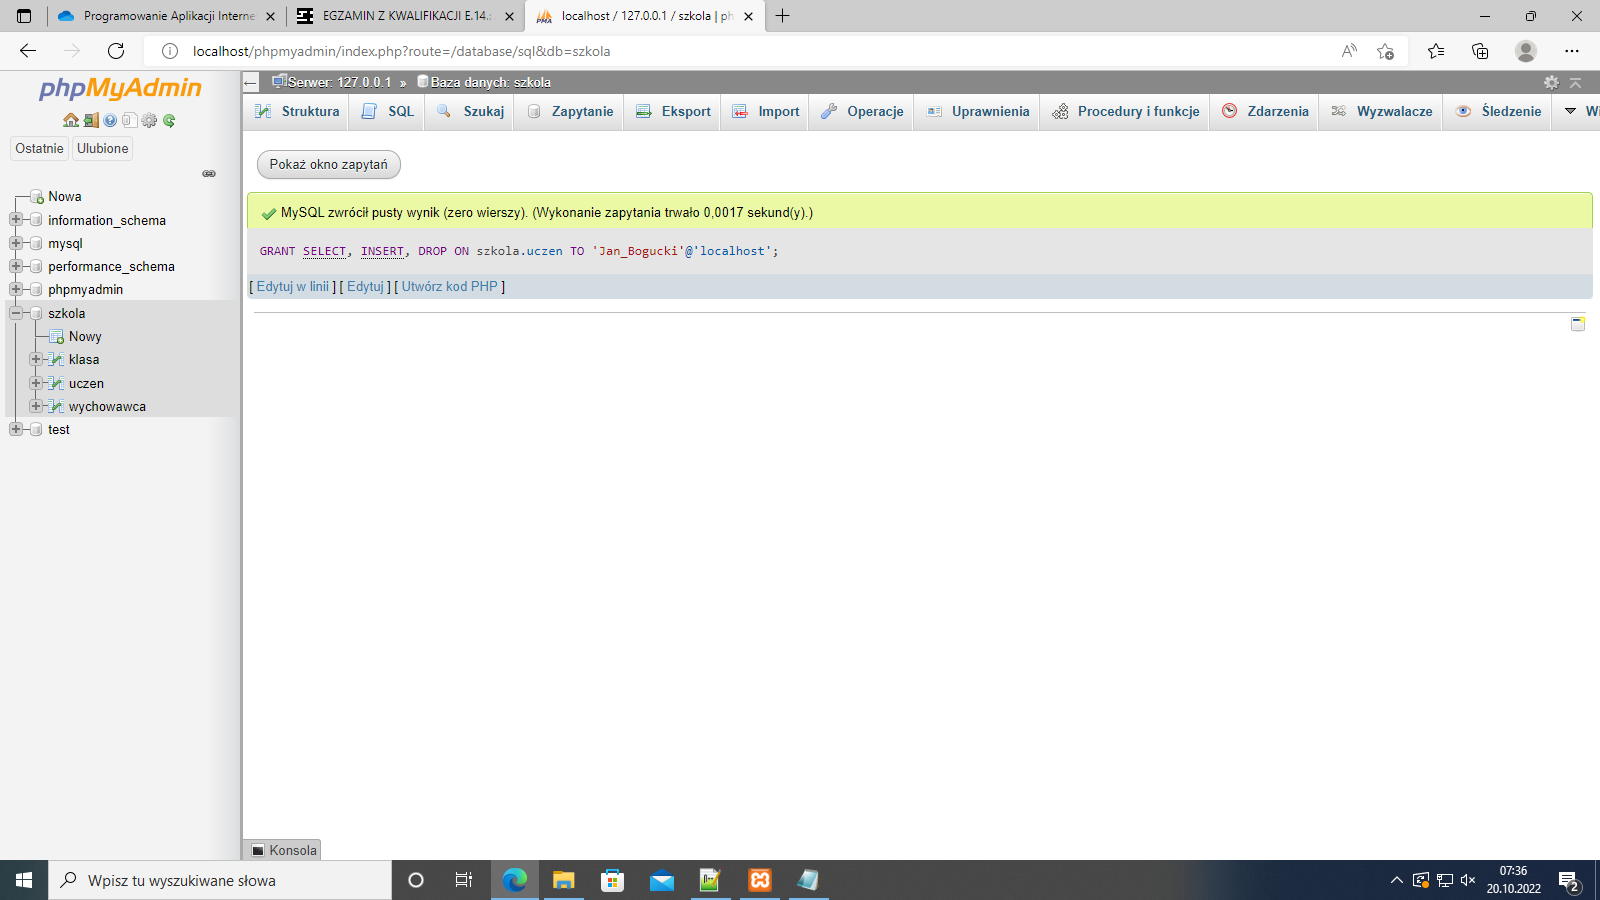 Programowanie Aplikacji Interne
EGZAMIN Z KWALIFIKACJI E.14.
localhost / 127.0.0.1 / szkola | ph
localhost/phpmyadmin/index.php?route=/database/sql&db=szkola
phpMyAdmin
Ostatnie
Ulubione
Nowa
information_schema
mysql
performance_schema
phpmyadmin
szkola
Nowy
klasa
uczen
wychowawca
test
Serwer: 127.0.0.1 » Baza danych: szkola
Struktura
SQL
Szukaj
Zapytanie
Eksport
Import
Operacje
Uprawnienia
Procedury i funkcje
Zdarzenia
Wyzwalacze
Śledzenie
Wi
Pokaż okno zapytań
MySQL zwrócił pusty wynik (zero wierszy). (Wykonanie zapytania trwało 0,0017 sekund(y).)
GRANT SELECT, INSERT, DROP ON szkola.uczen TO 'Jan_Bogucki'@'localhost';
[ Edytuj w linii ] [ Edytuj ] [ Utwórz kod PHP ]
Konsola
Wpisz tu wyszukiwane słowa
07:36
20.10.2022
2